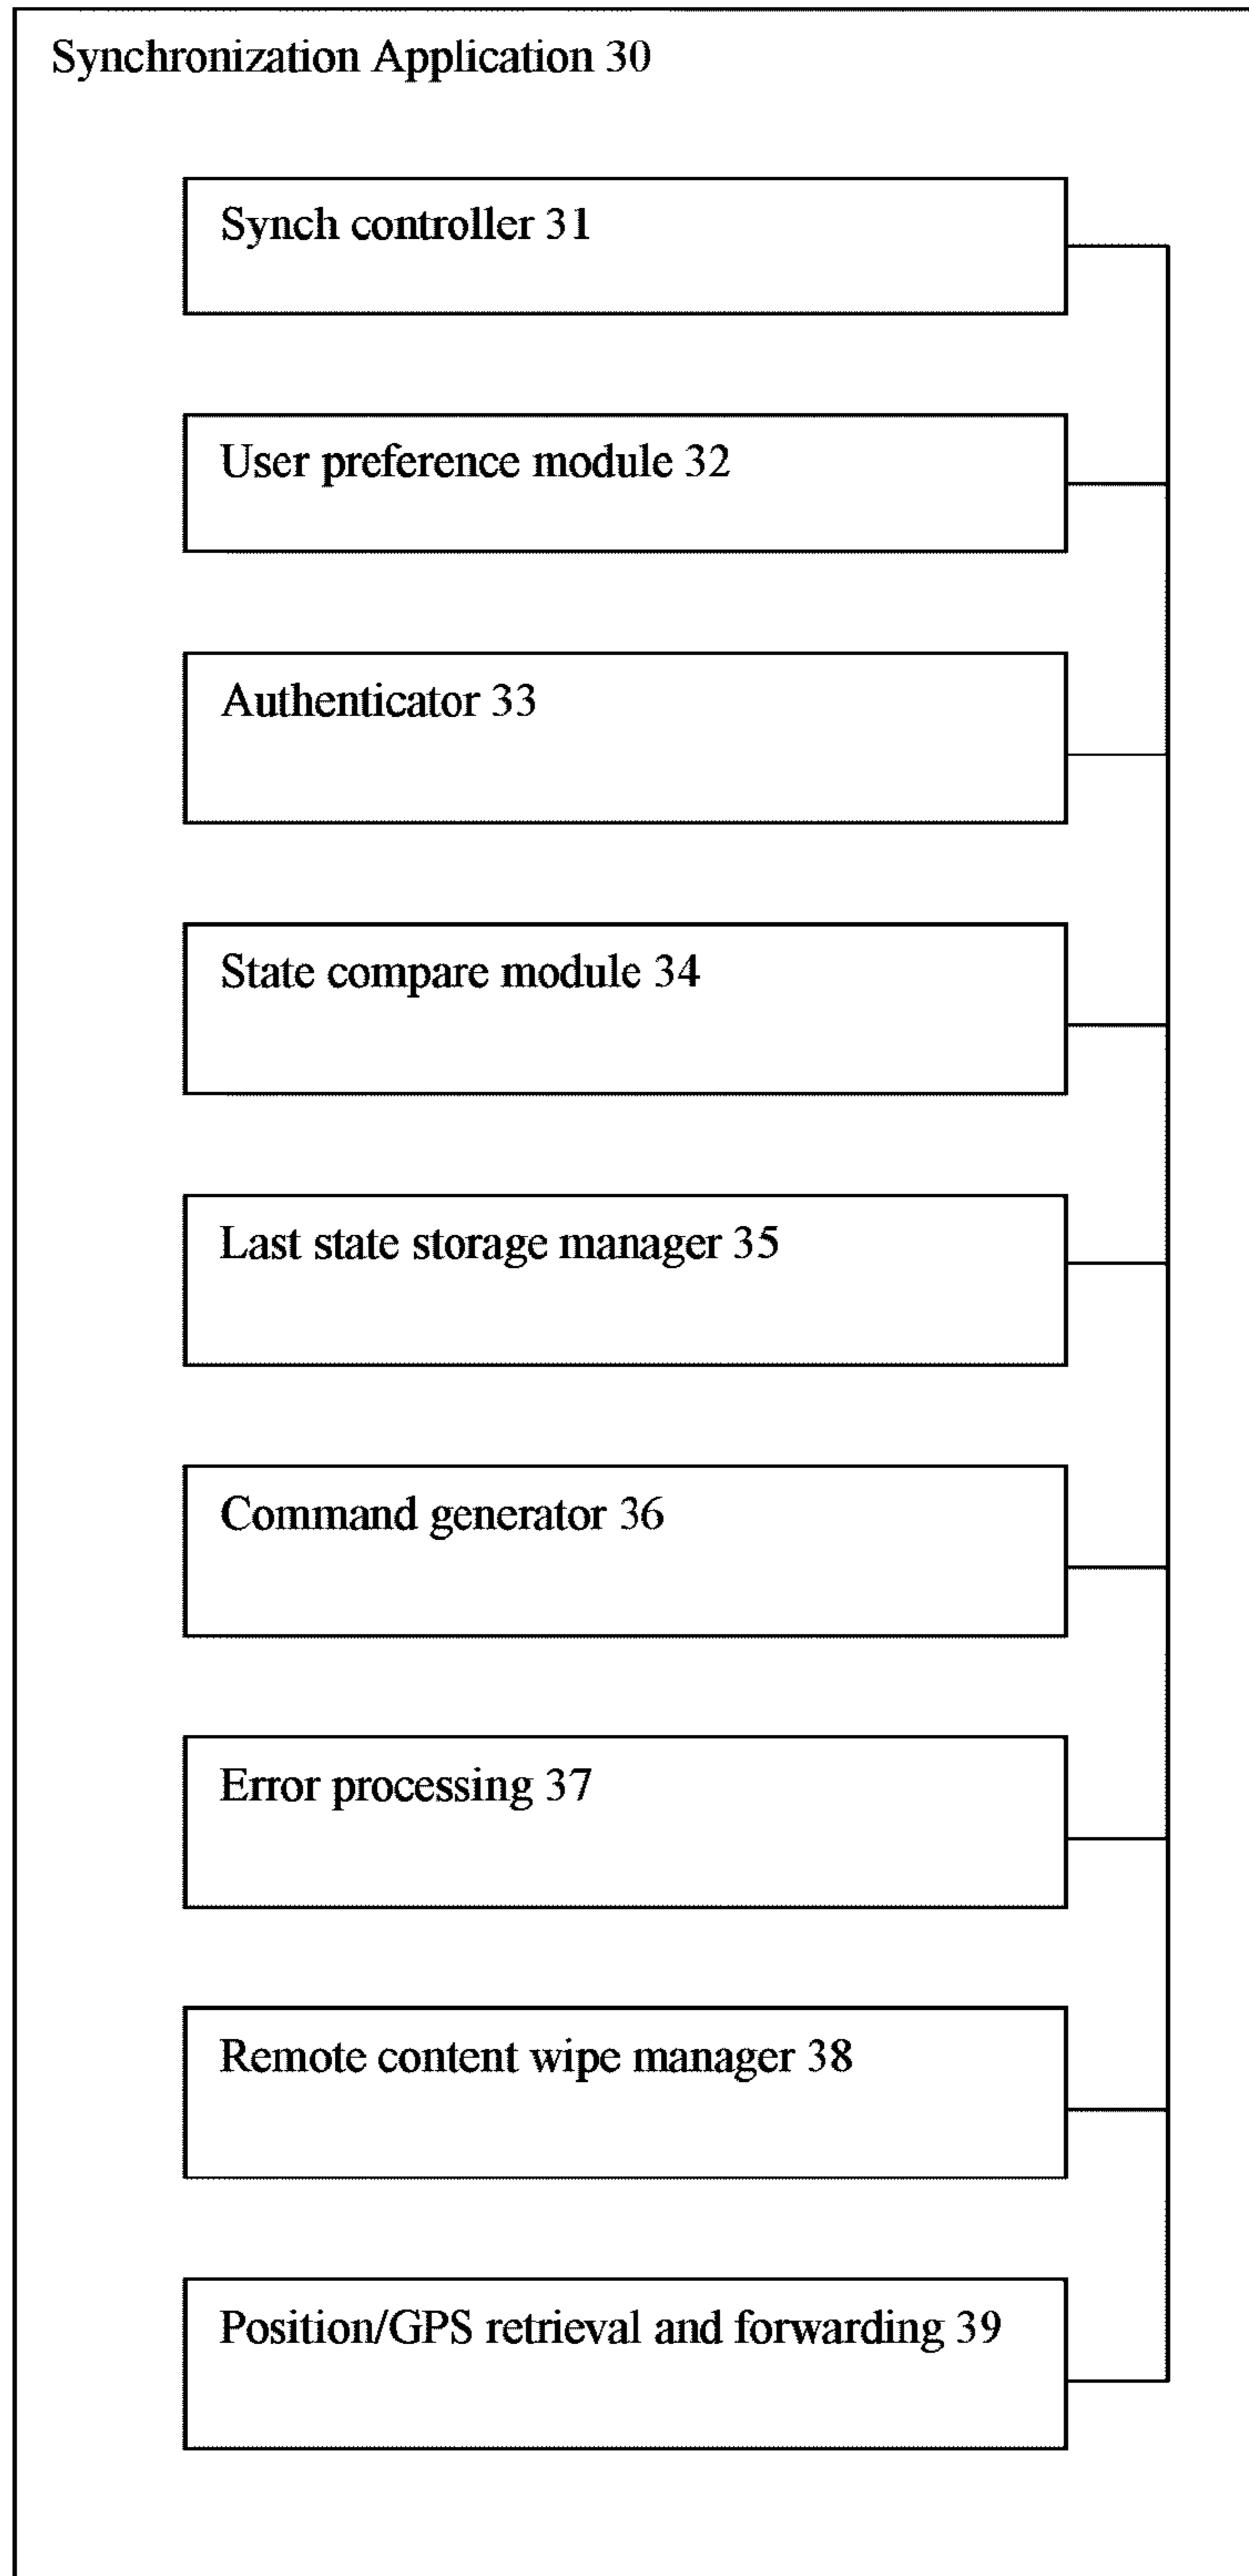 Synchronization Application 30
Synch controller 31
User preference module 32
Authenticator 33
State compare module 34
Last state storage manager 35
Command generator 36
Error processing 37
Remote content wipe manager 38
Position/GPS retrieval and forwarding 39